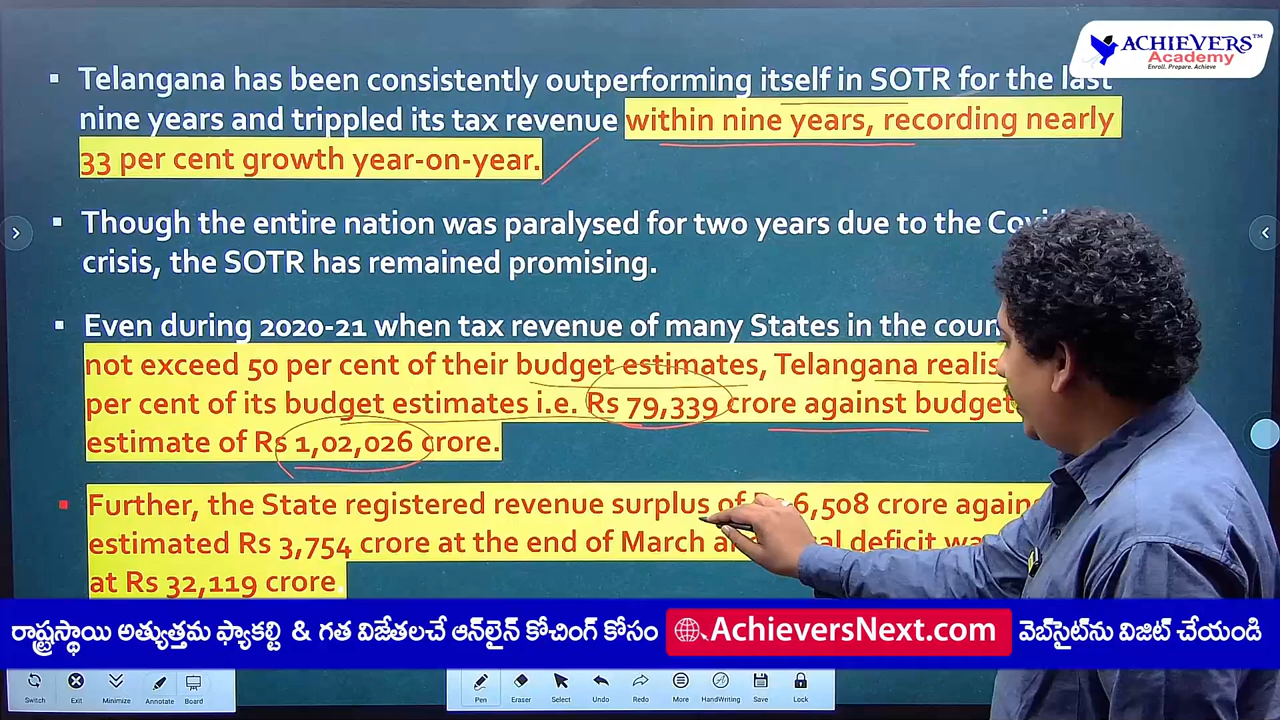 ACHIEVERS™
Academy
Enroll. Prepare. Achieve
▪ Telangana has been consistently outperforming itself in SOTR for the last
nine years and trippled its tax revenue within nine years, recording nearly
33 per cent growth year-on-year.
▪ Though the entire nation was paralysed for two years due to the
crisis, the SOTR has remained promising.
▪ Even during 2020-21 when tax revenue of many States in the
not exceed 50 per cent of their budget estimates, Telangana
per cent of its budget estimates i.e. Rs 79,339 crore against budget
estimate of Rs 1,02,026 crore.
▪ Further, the State registered revenue surplus of 6,508 crore
estimated Rs 3,754 crore at the end of March deficit
at Rs 32,119 crore.
రాష్ట్రస్థాయి అత్యుత్తమ ఫ్యాకల్టి & గత విజేతలచే ఆన్‌లైన్ కోచింగ్ కోసం AchieversNext.com వెబ్‌సైట్‌ను విజిట్ చేయండి
Switch Exit Minimize Annotate Board Pen Eraser Select Undo Redo More HandWriting Save Lock